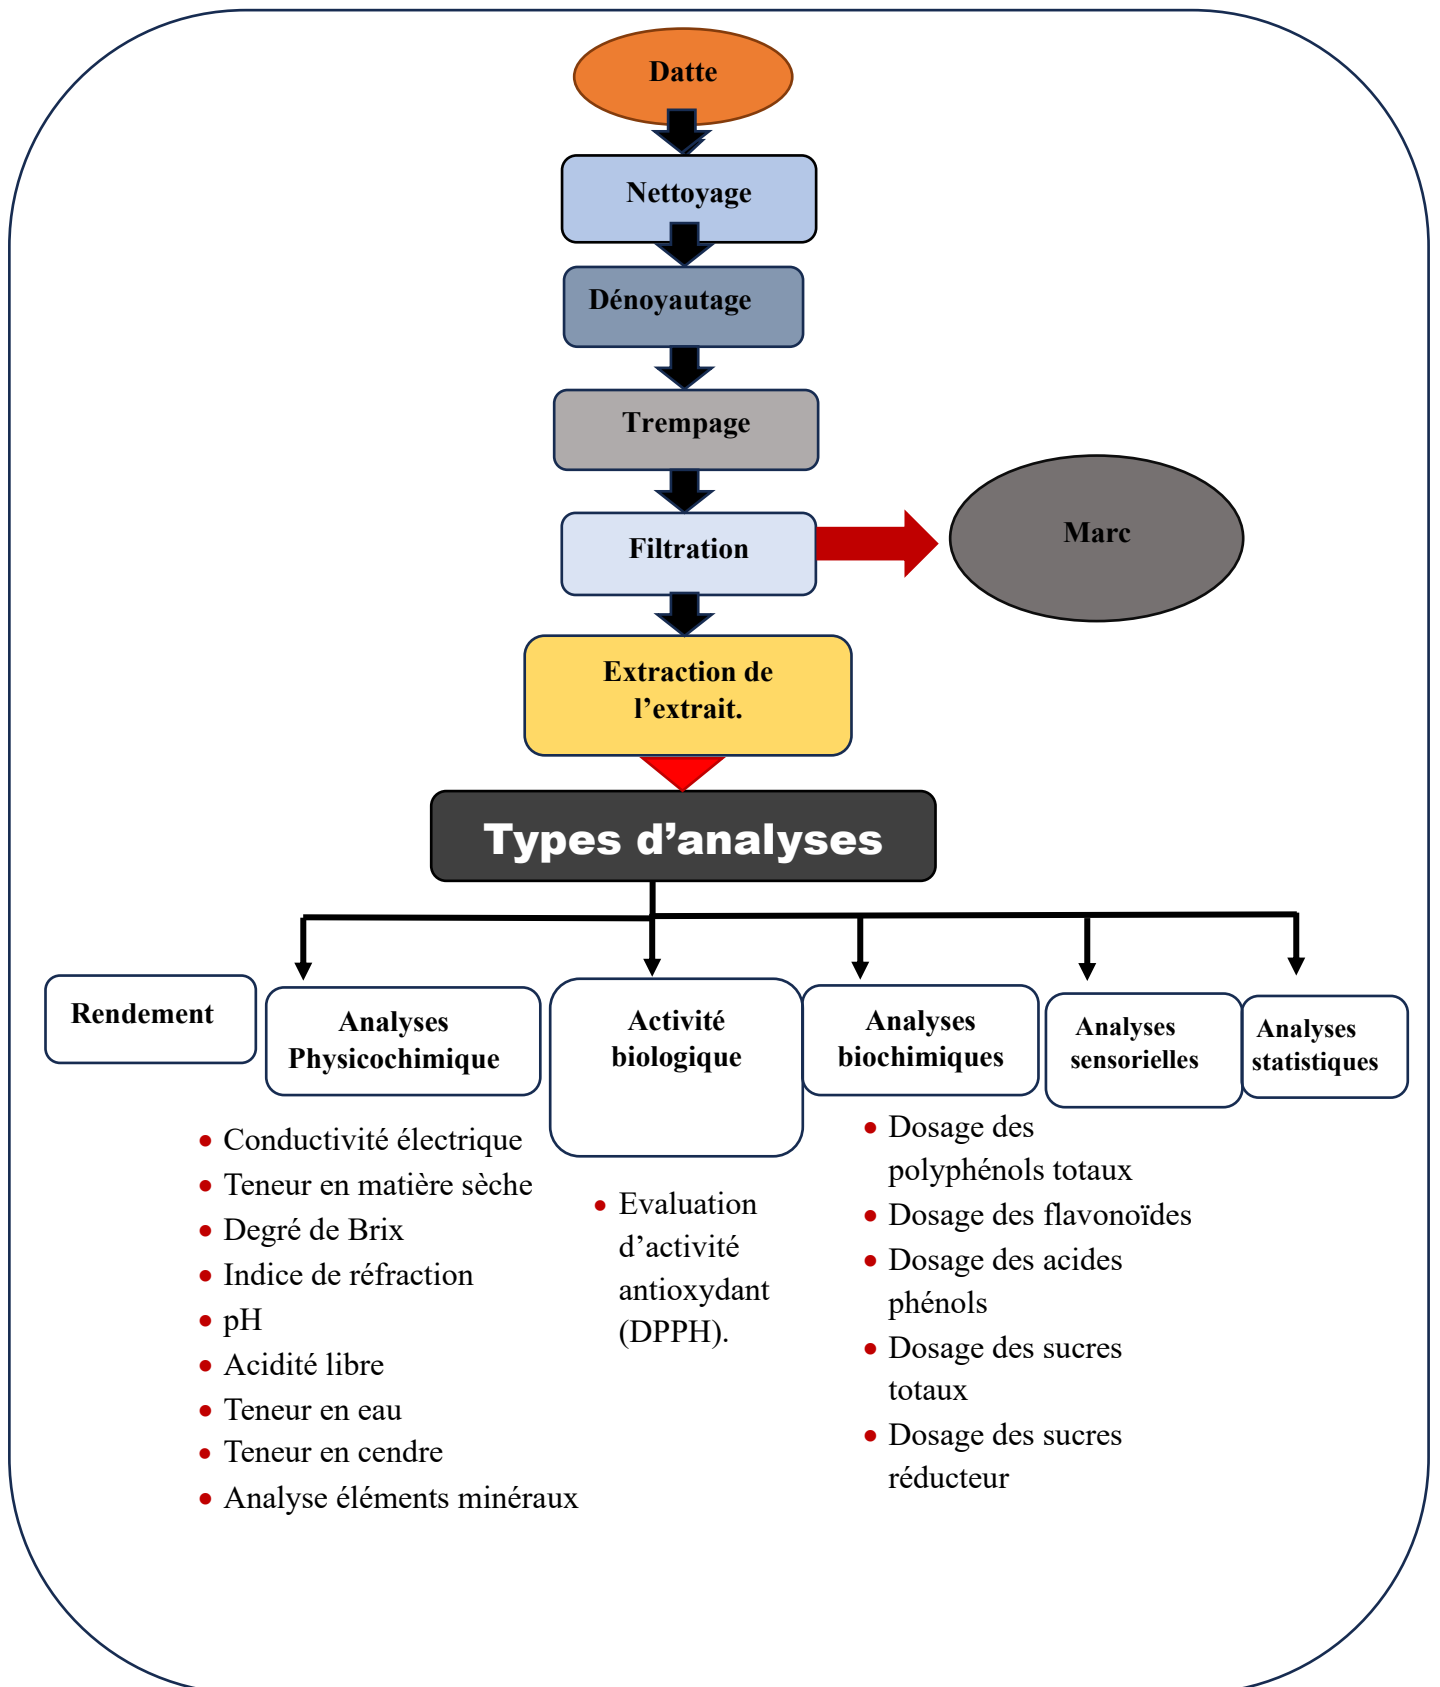 Datte
Nettoyage
Dénoyautage
Trempage
Filtration
Marc
Extraction de
l’extrait.
Types d’analyses
Rendement
Analyses
Physicochimique
Activité
biologique
Analyses
biochimiques
Analyses
sensorielles
Analyses
statistiques
• Conductivité électrique
• Teneur en matière sèche
• Degré de Brix
• Indice de réfraction
• pH
• Acidité libre
• Teneur en eau
• Teneur en cendre
• Analyse éléments minéraux
• Evaluation
d’activité
antioxydant
(DPPH).
• Dosage des
polyphénols totaux
• Dosage des flavonoïdes
• Dosage des acides
phénols
• Dosage des sucres
totaux
• Dosage des sucres
réducteur